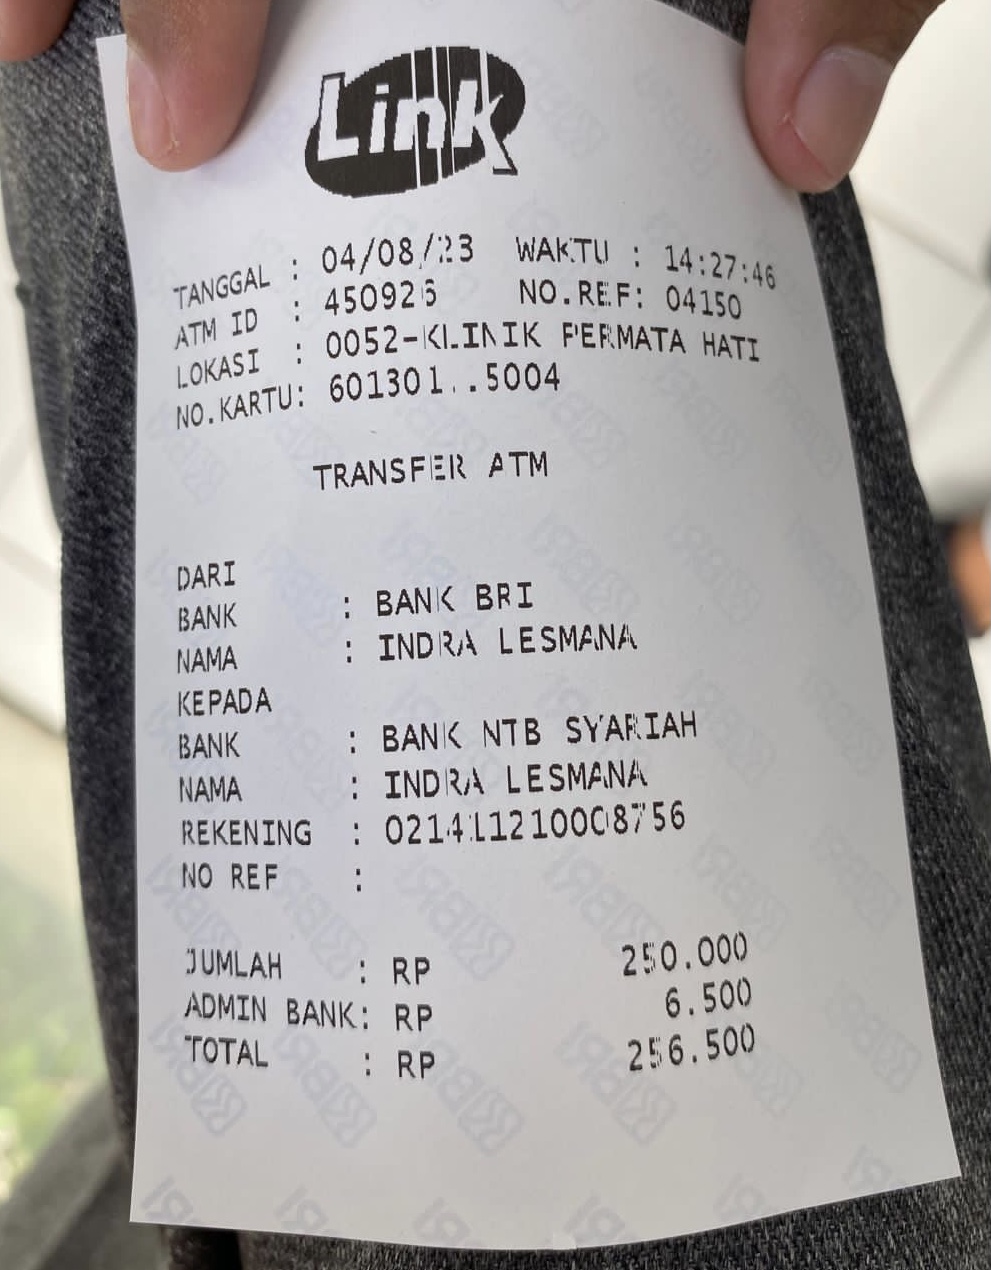 Link
TANGGAL : 04/08/23 WAKTU : 14:27:46
ATM ID : 450926 NO.REF: 04150
LOKASI : 0052-KLINIK PERMATA HATI
NO.KARTU: 601301..5004
TRANSFER ATM
DARI
BANK : BANK BRI
NAMA : INDRA LESMANA
KEPADA
BANK : BANK NTB SYARIAH
NAMA : INDRA LESMANA
REKENING : 021411210008756
NO REF :
JUMLAH : RP 250.000
ADMIN BANK: RP 6.500
TOTAL : RP 256.500